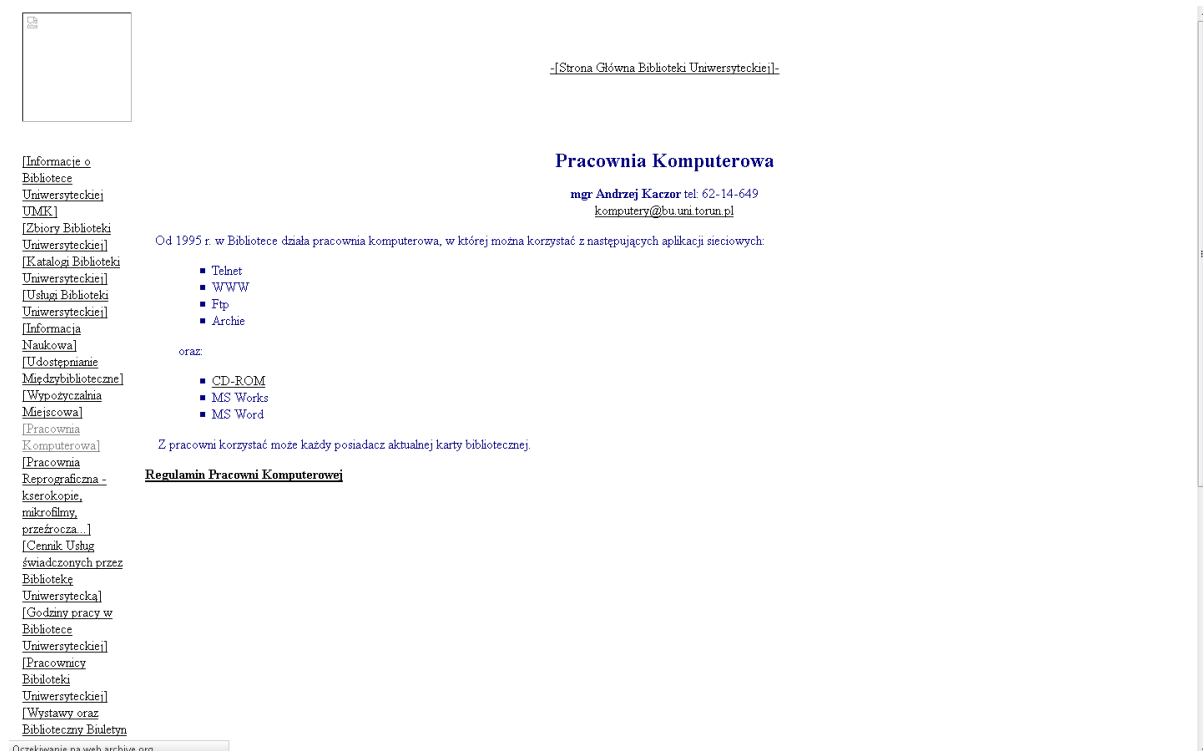 -[Strona Główna Biblioteki Uniwersyteckiej]-
[Informacje o
Bibliotece
Uniwersyteckiej
UMK]
[Zbiory Biblioteki
Uniwersyteckiej]
[Katalogi Biblioteki
Uniwersyteckiej]
[Usługi Biblioteki
Uniwersyteckiej]
[Informacja
Naukowa]
[Udostępnianie
Międzybiblioteczne]
[Wypożyczalnia
Miejscowa]
[Pracownia
Komputerowa]
[Pracownia
Reprograficzna -
kserokopie,
mikrofilmy,
przeźrocza...]
[Cennik Usług
świadczonych przez
Bibliotekę
Uniwersytecką]
[Godziny pracy w
Bibliotece
Uniwersyteckiej]
[Pracownicy
Bibiloteki
Uniwersyteckiej]
[Wystawy oraz
Biblioteczny Biuletyn
Pracownia Komputerowa
mgr Andrzej Kaczor tel: 62-14-649
komputery@bu.uni.torun.pl
Od 1995 r. w Bibliotece działa pracownia komputerowa, w której można korzystać z następujących aplikacji sieciowych:
Telnet
WWW
Ftp
Archie
oraz:
CD-ROM
MS Works
MS Word
Z pracowni korzystać może każdy posiadacz aktualnej karty bibliotecznej.
Regulamin Pracowni Komputerowej
Oczekiwanie na web.archive.org